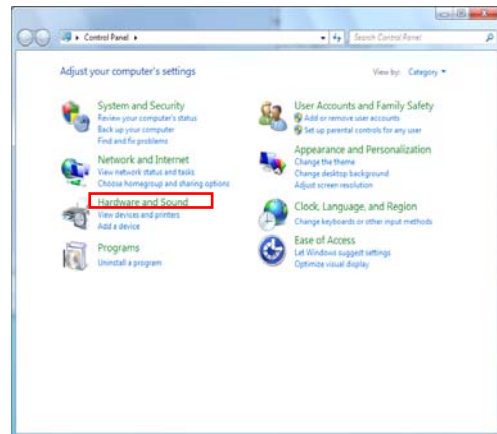 Control Panel
Search Control Panel
Adjust your computer's settings
View by: Category
System and Security
Review your computer's status
Back up your computer
Find and fix problems
Network and Internet
View network status and tasks
Choose homegroup and sharing options
Hardware and Sound
View devices and printers
Add a device
Programs
Uninstall a program
User Accounts and Family Safety
Add or remove user accounts
Set up parental controls for any user
Appearance and Personalization
Change the theme
Change desktop background
Adjust screen resolution
Clock, Language, and Region
Change keyboards or other input methods
Ease of Access
Let Windows suggest settings
Optimize visual display